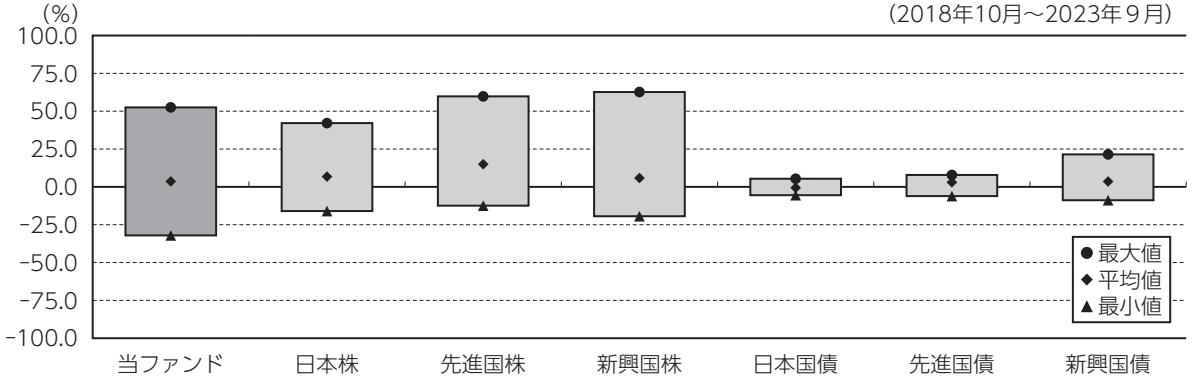 (%)
(2018年10月～2023年９月)
100.0
75.0
50.0
25.0
0.0
-25.0
-50.0
-75.0
-100.0
●最大値
◆平均値
▲最小値
当ファンド 日本株 先進国株 新興国株 日本国債 先進国債 新興国債